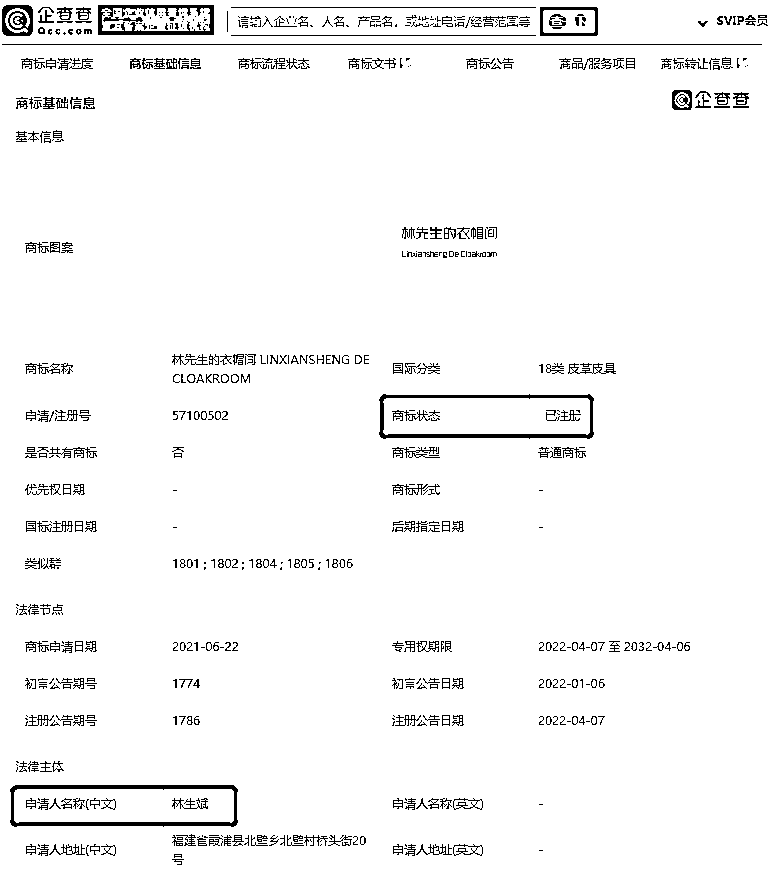 企查查
Qcc.com
请输入企业名、人名、产品名，或地址电话/经营范围等
SVIP会员
商标申请进度 商标基础信息 商标流程状态 商标文书 商标公告 商品/服务项目 商标转让信息
商标基础信息
企查查
基本信息
商标图案
林先生的衣帽间
Linxiansheng De Cloakroom
商标名称 林先生的衣帽间 LINXIANSHENG DE CLOAKROOM 国际分类 18类 皮革皮具
申请/注册号 57100502 商标状态 已注册
是否共有商标 否 商标类型 普通商标
优先权日期 - 商标形式 -
国标注册日期 - 后期指定日期 -
类似群 1801 ; 1802 ; 1804 ; 1805 ; 1806
法律节点
商标申请日期 2021-06-22 专用权期限 2022-04-07 至 2032-04-06
初审公告期号 1774 初审公告日期 2022-01-06
注册公告期号 1786 注册公告日期 2022-04-07
法律主体
申请人名称(中文) 林生斌 申请人名称(英文) -
申请人地址(中文) 福建省霞浦县北壁乡北壁村桥头街20号 申请人地址(英文) -